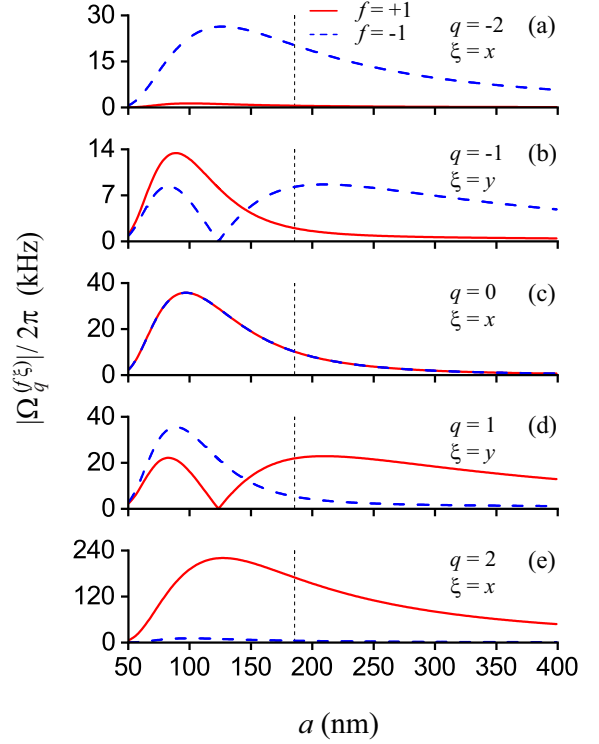 f = +1
f = -1
30
15
0
q = -2
ξ = x
(a)
14
7
0
q = -1
ξ = y
(b)
40
20
0
q = 0
ξ = x
(c)
40
20
0
q = 1
ξ = y
(d)
240
120
0
q = 2
ξ = x
(e)
50 100 150 200 250 300 350 400
a (nm)
|Ω_q^{(fξ)}| / 2π (kHz)